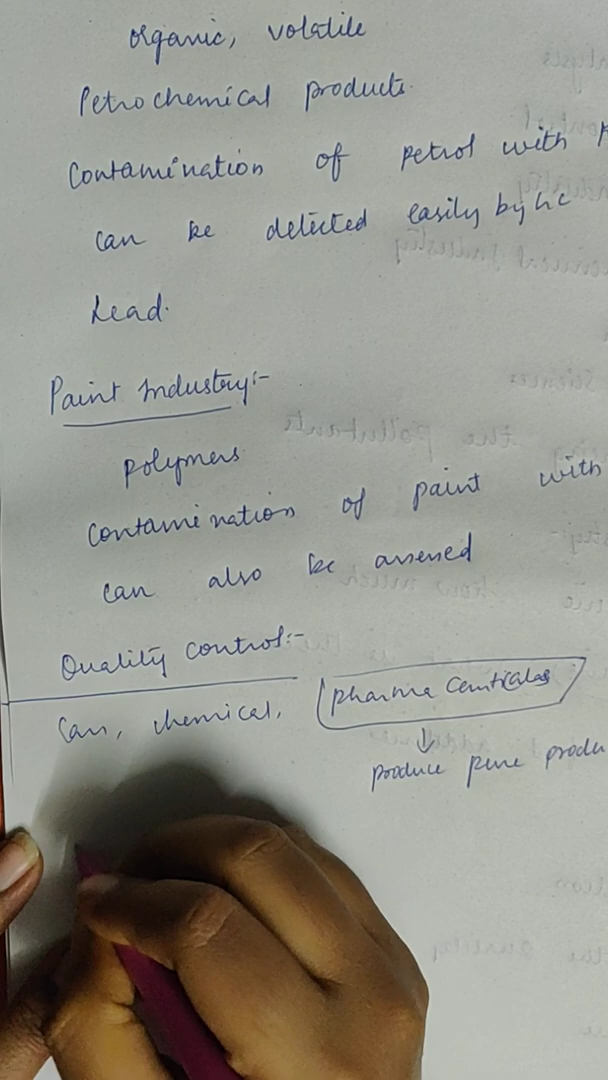 organic, volatile
Petrochemical products.
Contamination of petrol with
can be detected easily by GC
Lead.
Paint Industry:-
Polymers
Contamination of paint with
can also be assessed
Quality control:-
Cars, chemical, pharmaceuticals
↓
produce pure produ